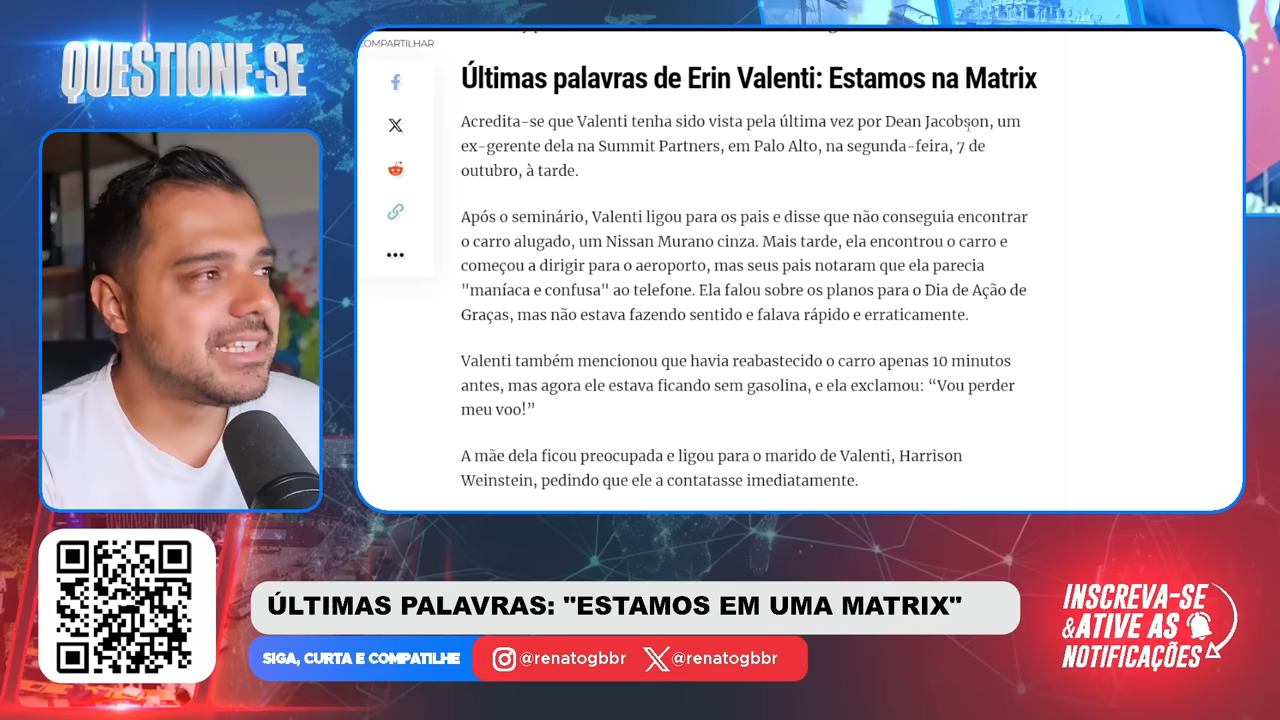 QUESTIONE-SE
COMPARTILHAR
Últimas palavras de Erin Valenti: Estamos na Matrix
Acredita-se que Valenti tenha sido vista pela última vez por Dean Jacobson, um
ex-gerente dela na Summit Partners, em Palo Alto, na segunda-feira, 7 de
outubro, à tarde.
Após o seminário, Valenti ligou para os pais e disse que não conseguia encontrar
o carro alugado, um Nissan Murano cinza. Mais tarde, ela encontrou o carro e
começou a dirigir para o aeroporto, mas seus pais notaram que ela parecia
"maníaca e confusa" ao telefone. Ela falou sobre os planos para o Dia de Ação de
Graças, mas não estava fazendo sentido e falava rápido e erraticamente.
Valenti também mencionou que havia reabastecido o carro apenas 10 minutos
antes, mas agora ele estava ficando sem gasolina, e ela exclamou: “Vou perder
meu voo!”
A mãe dela ficou preocupada e ligou para o marido de Valenti, Harrison
Weinstein, pedindo que ele a contatasse imediatamente.
ÚLTIMAS PALAVRAS: "ESTAMOS EM UMA MATRIX"
SIGA, CURTA E COMPATILHE
@renatogbbr
@renatogbbr
INSCREVA-SE
&ATIVE AS
NOTIFICAÇÕES